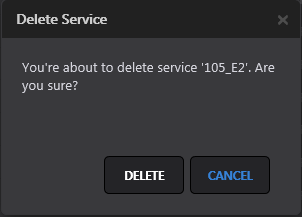 Delete Service
You're about to delete service '105_E2'. Are
you sure?
DELETE
CANCEL